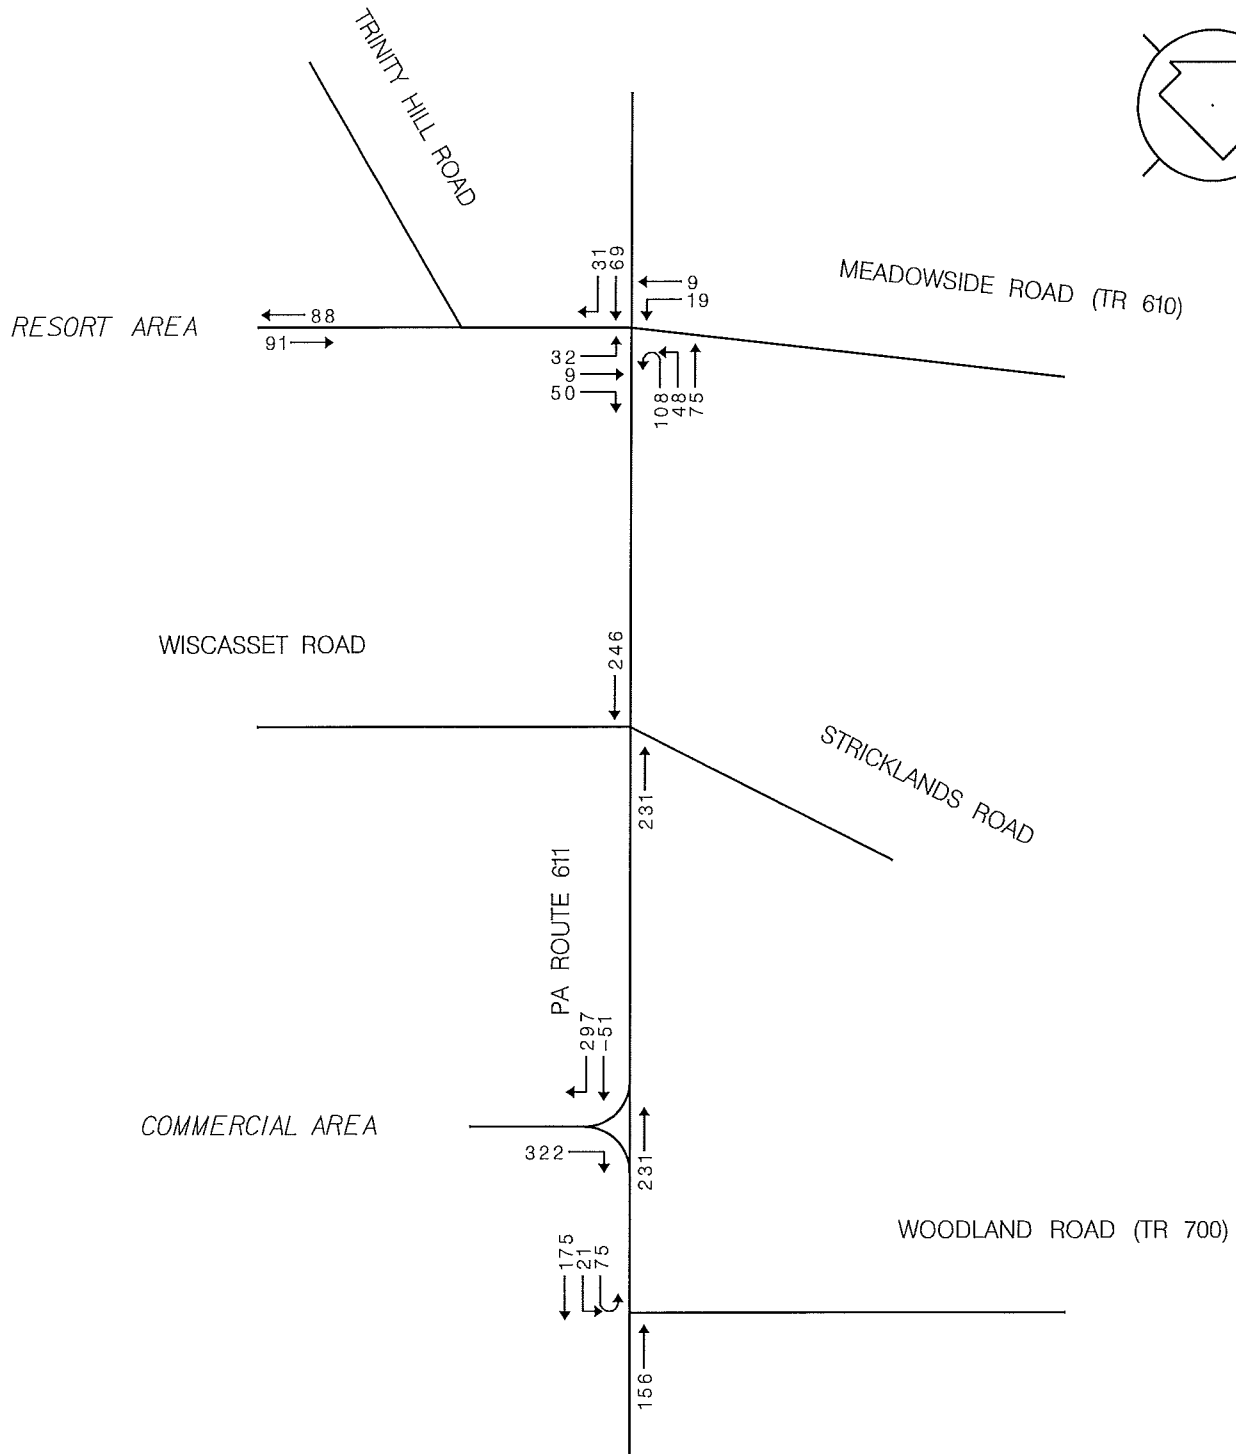 TRINITY HILL ROAD
31
69
9
19
MEADOWSIDE ROAD (TR 610)
RESORT AREA
88
91
32
9
50
108
48
75
WISCASSET ROAD
246
STRICKLANDS ROAD
231
PA ROUTE 611
297
-51
COMMERCIAL AREA
322
231
WOODLAND ROAD (TR 700)
175
21
75
156